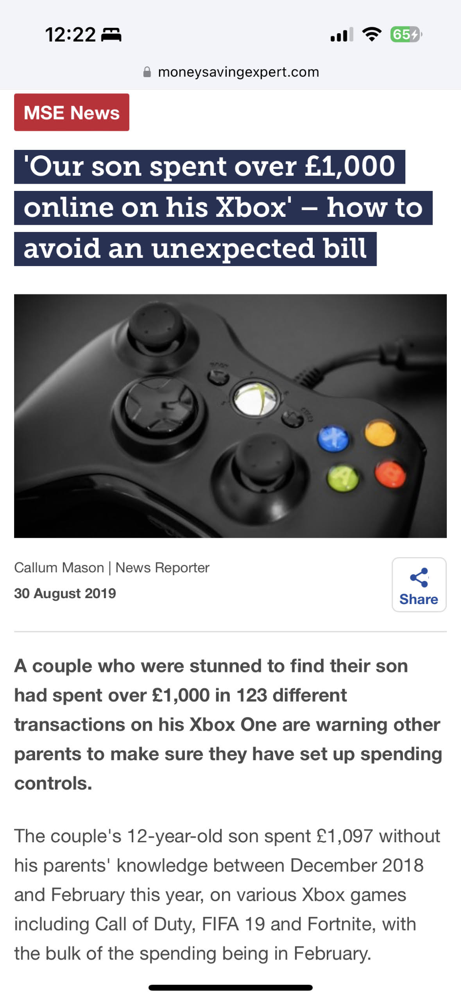 12:22
65
moneysavingexpert.com
MSE News
'Our son spent over £1,000
online on his Xbox' – how to
avoid an unexpected bill
X
A
B
Callum Mason | News Reporter
30 August 2019
Share
A couple who were stunned to find their son
had spent over £1,000 in 123 different
transactions on his Xbox One are warning other
parents to make sure they have set up spending
controls.
The couple's 12-year-old son spent £1,097 without
his parents' knowledge between December 2018
and February this year, on various Xbox games
including Call of Duty, FIFA 19 and Fortnite, with
the bulk of the spending being in February.